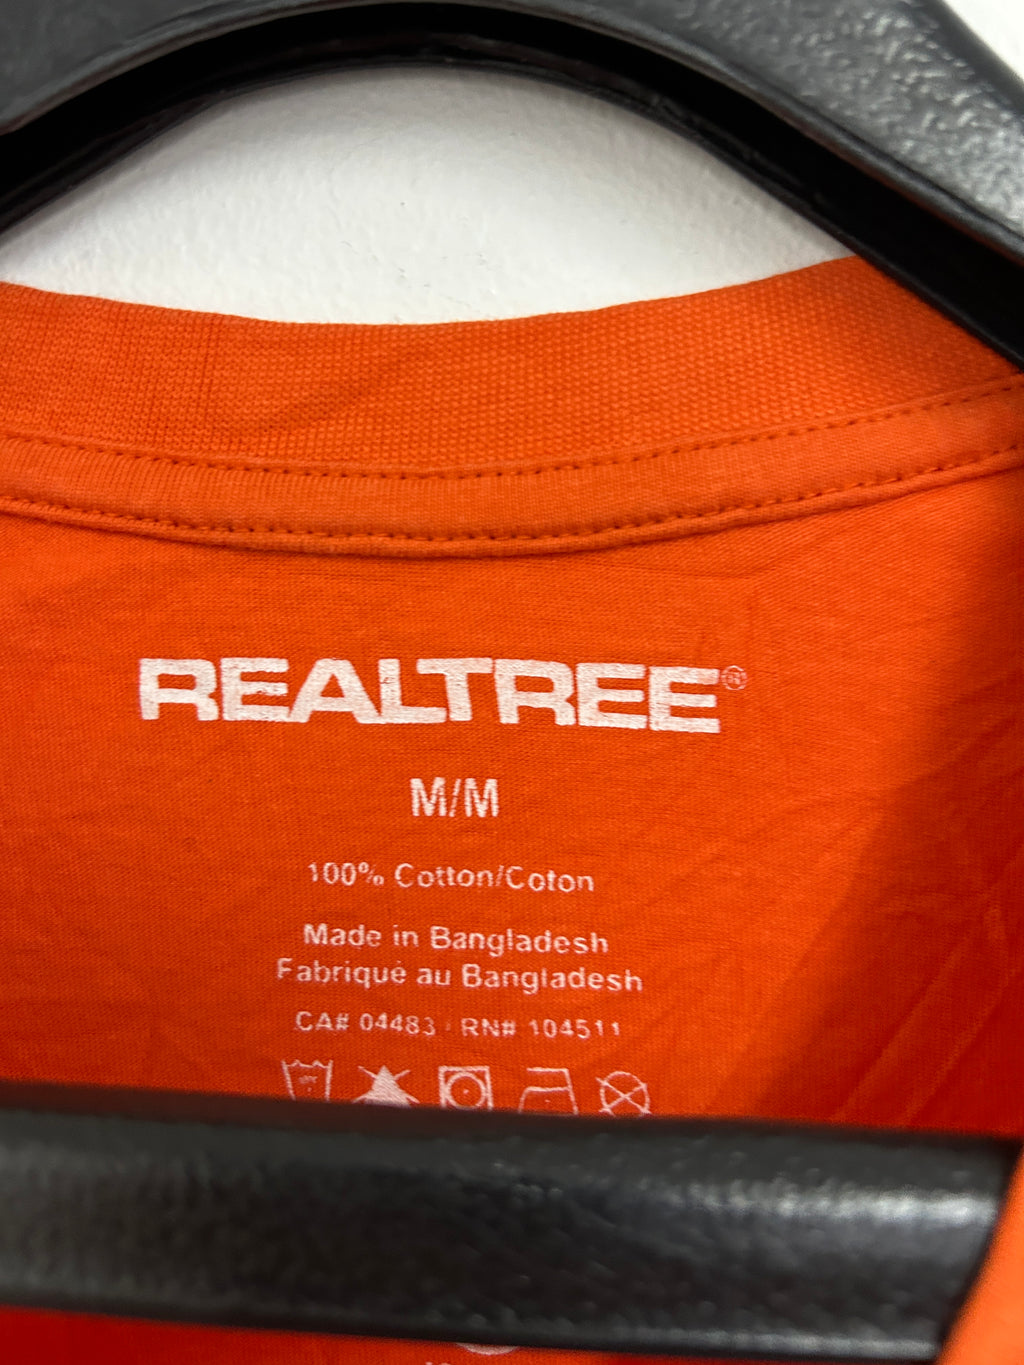 REALTREE®
M/M
100% Cotton/Coton
Made in Bangladesh
Fabriqué au Bangladesh
CA# 04483 RN# 104511